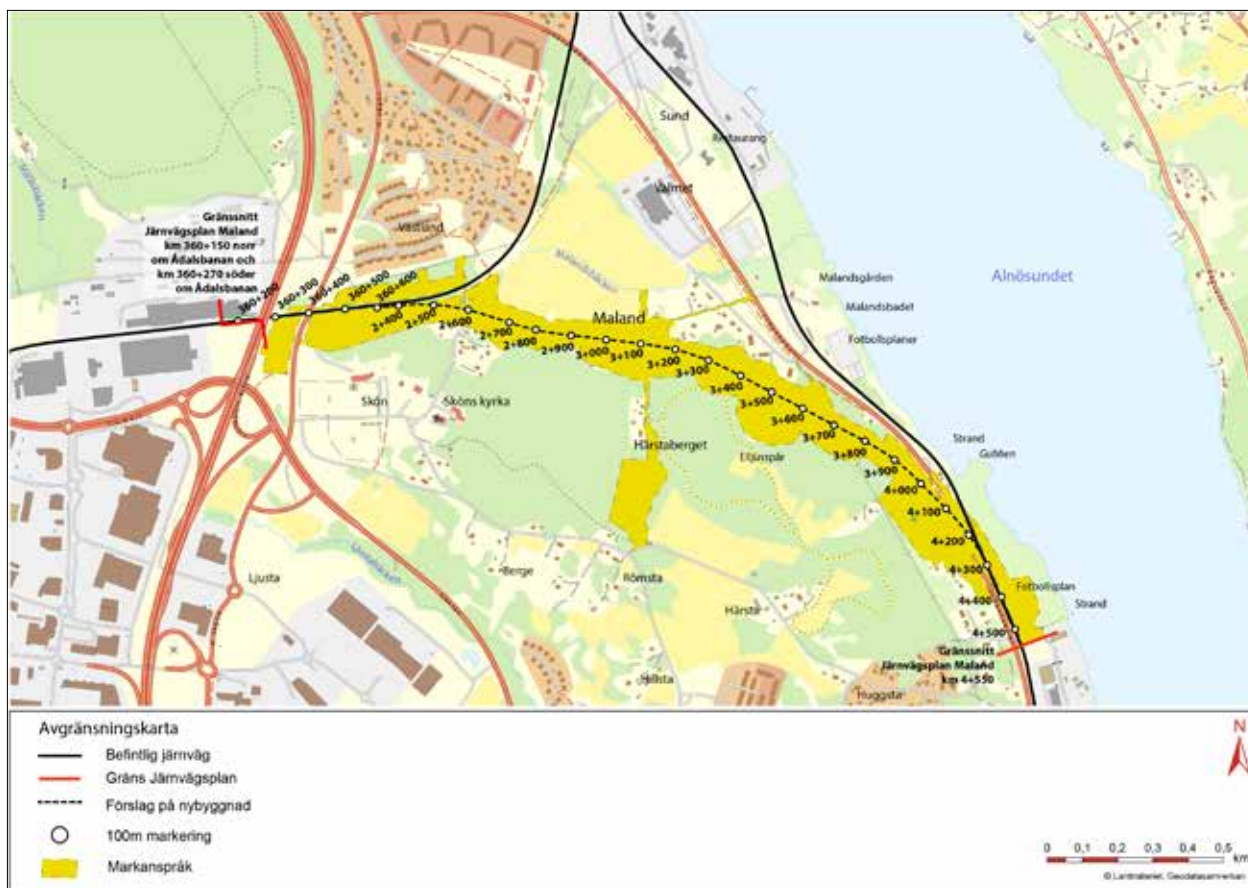 Sund
Restaurang
Valmet
Västland
Gränssnitt
Järnvägsplan Maland
km 360+150 norr
om Ådalsbanan och
km 360+270 söder
om Ådalsbanan
Malandsgården
Alnösundet
Malandsbadet
Fotbollsplaner
Maland
360+200
360+300
360+400
360+500
360+600
2+400
2+500
2+600
2+700
2+800
2+900
3+000
3+100
3+200
3+300
3+400
3+500
3+600
3+700
3+800
3+900
4+000
4+100
4+200
4+300
4+400
4+500
Skön
Sköns kyrka
Härstaberget
Elljusspår
Strand
Gubben
Ljusta
Berge
Römsta
Härsta
Fotbollsplan
Strand
Gränssnitt
Järnvägsplan Maland
km 4+550
Hillsta
Huggsta
Avgränsningskarta
Befintlig järnväg
Gräns Järnvägsplan
Förslag på nybyggnad
100m markering
Markanspråk
N
0 0,1 0,2 0,3 0,4 0,5
km
© Lantmäteriet, Geodatasamverkan